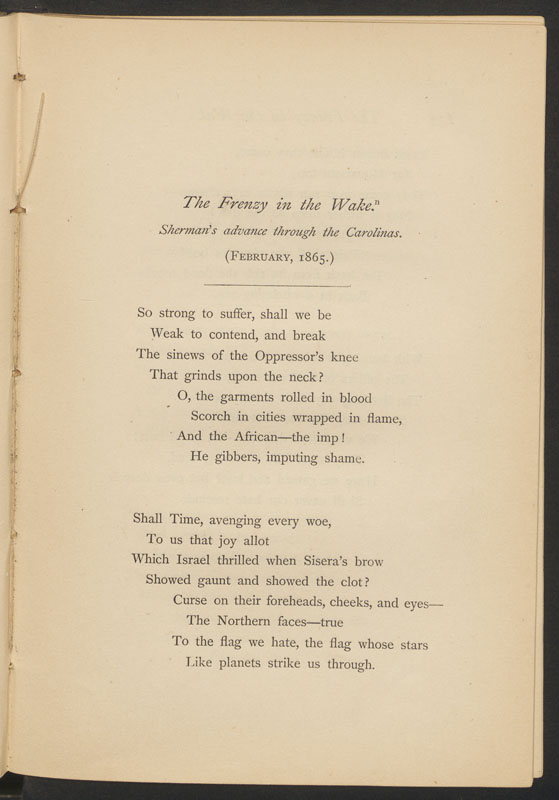 The Frenzy in the Wake.ⁿ
Sherman's advance through the Carolinas.
(February, 1865.)
So strong to suffer, shall we be
Weak to contend, and break
The sinews of the Oppressor's knee
That grinds upon the neck?
O, the garments rolled in blood
Scorch in cities wrapped in flame,
And the African—the imp!
He gibbers, imputing shame.
Shall Time, avenging every woe,
To us that joy allot
Which Israel thrilled when Sisera's brow
Showed gaunt and showed the clot?
Curse on their foreheads, cheeks, and eyes—
The Northern faces—true
To the flag we hate, the flag whose stars
Like planets strike us through.